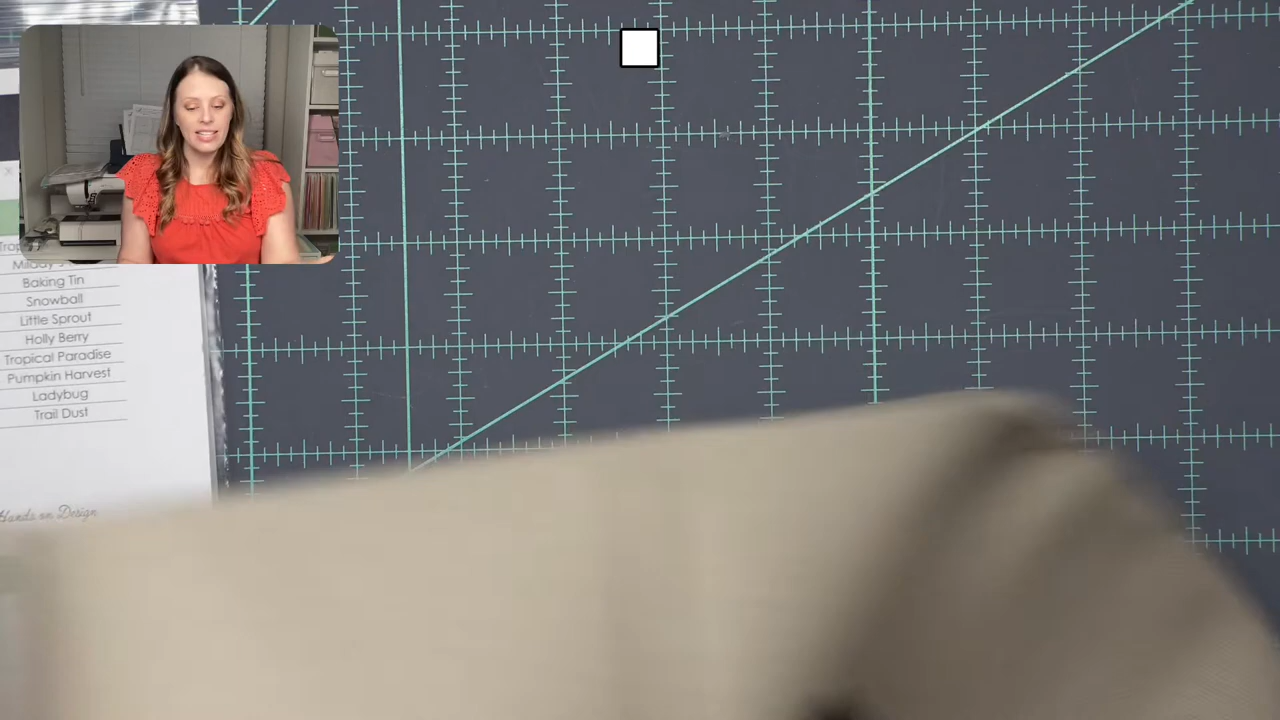 Baking Tin
Snowball
Little Sprout
Holly Berry
Tropical Paradise
Pumpkin Harvest
Ladybug
Trail Dust
Hands on Design